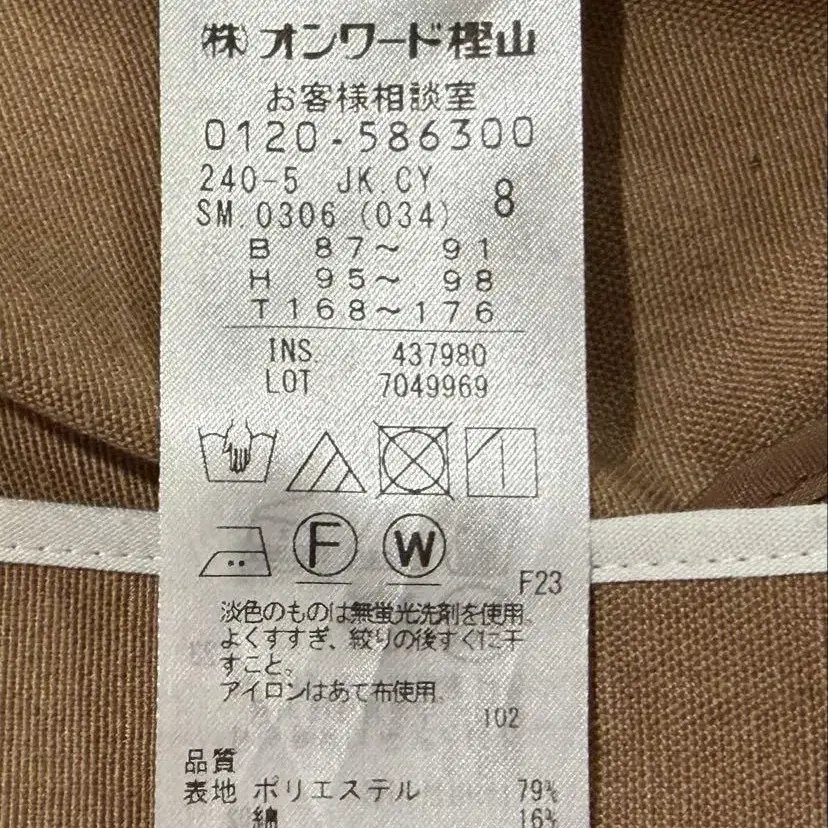 ㈱オンワード樫山
お客様相談室
0120-586300
240-5 JK.CY. 8
SM.0306 (034)
B 87～ 91
H 95～ 98
T168～176
INS 437980
LOT 7049969
F
W
F23
淡色のものは無蛍光洗剤を使用。
よくすすぎ、絞りの後すぐに干
すこと。
アイロンはあて布使用。
102
品質
表地 ポリエステル 79%
綿 16%